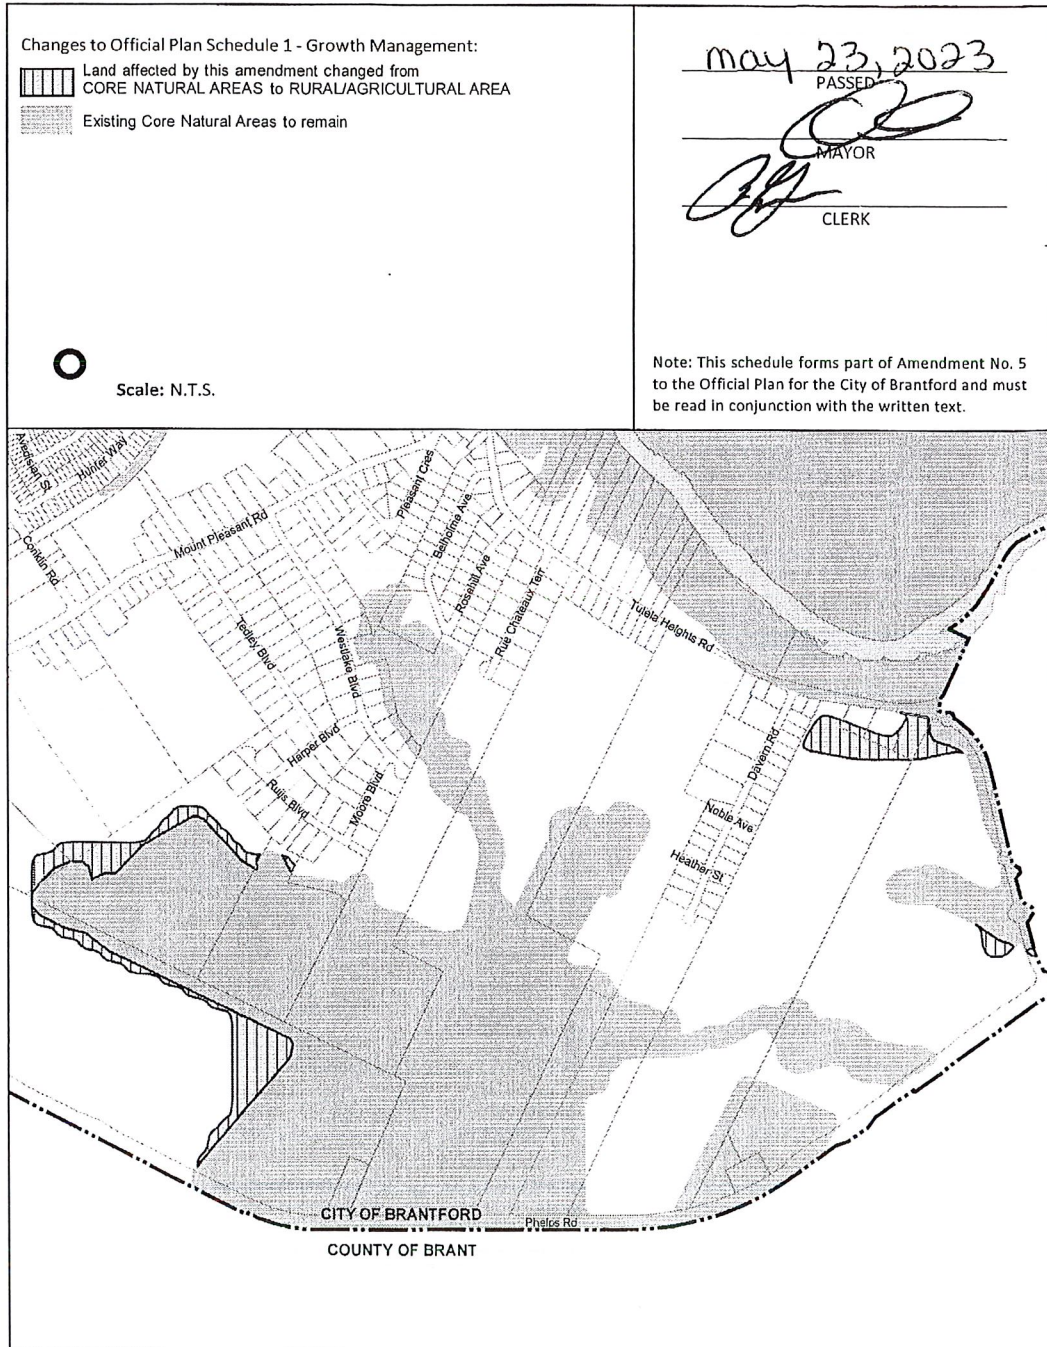 Changes to Official Plan Schedule 1 - Growth Management:
Land affected by this amendment changed from
CORE NATURAL AREAS to RURAL/AGRICULTURAL AREA
Existing Core Natural Areas to remain
Scale: N.T.S.
may 23, 2023
PASSED
MAYOR
CLERK
Note: This schedule forms part of Amendment No. 5
to the Official Plan for the City of Brantford and must
be read in conjunction with the written text.
Hunter Way
Conklin Rd
Mount Pleasant Rd
Pleasant Cres
Belholme Ave
Rosehill Ave
Rue Chateaux Terr
Tutela Heights Rd
Tedley Blvd
Westlake Blvd
Harper Blvd
Ruijs Blvd
Moore Blvd
Davern Rd
Noble Ave
Heather St
CITY OF BRANTFORD
Phelps Rd
COUNTY OF BRANT